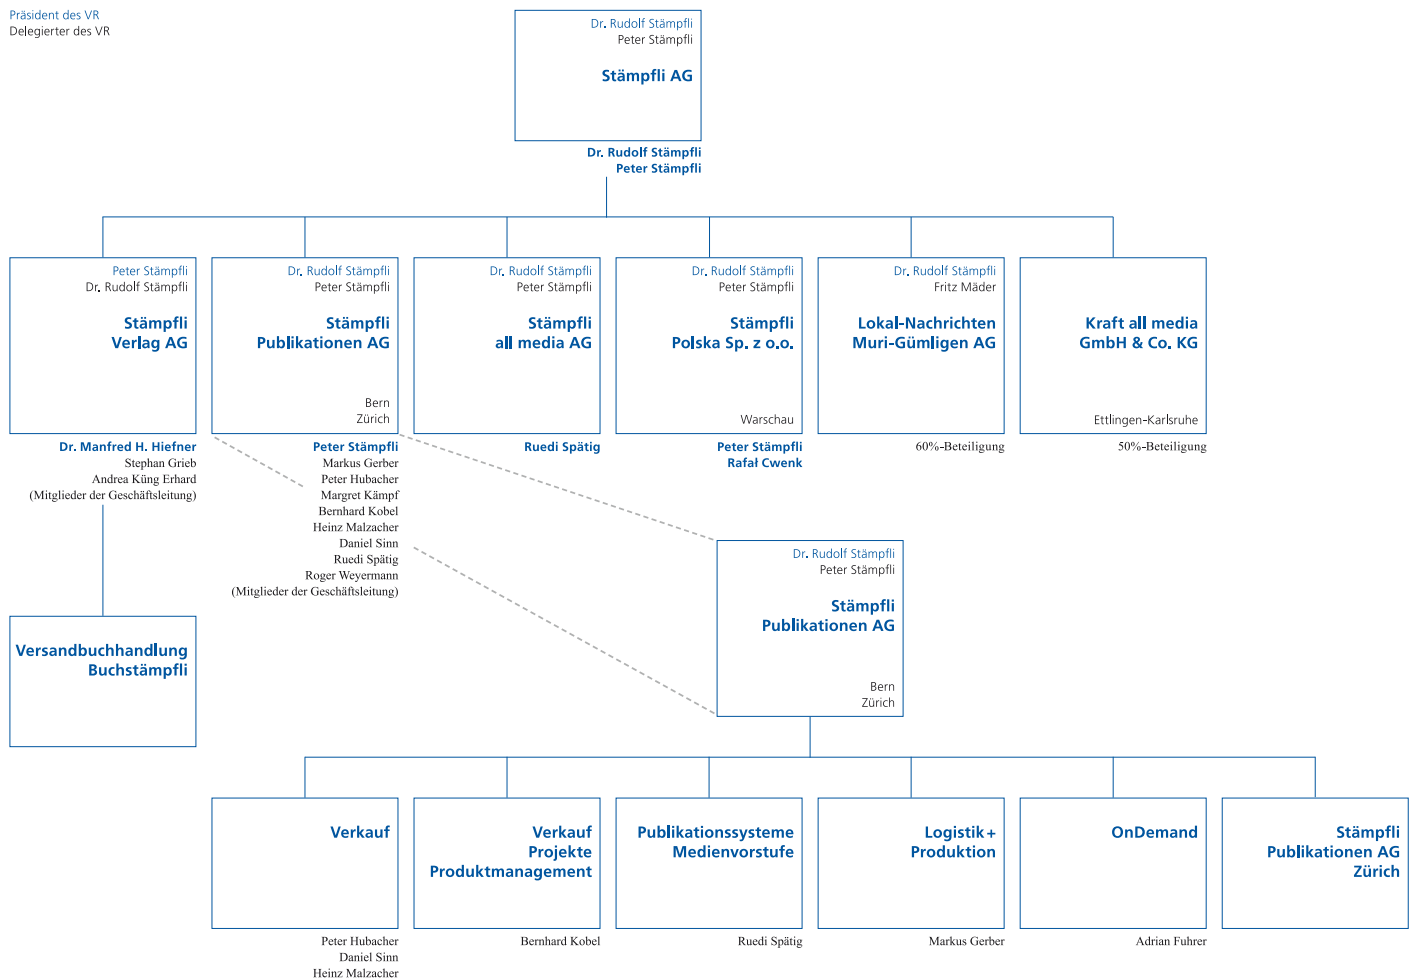 Präsident des VR
Delegierter des VR
Dr. Rudolf Stämpfli
Peter Stämpfli
Stämpfli AG
Dr. Rudolf Stämpfli
Peter Stämpfli
Peter Stämpfli
Dr. Rudolf Stämpfli
Stämpfli
Verlag AG
Dr. Manfred H. Hiefner
Stephan Grieb
Andrea Küng Erhard
(Mitglieder der Geschäftsleitung)
Dr. Rudolf Stämpfli
Peter Stämpfli
Stämpfli
Publikationen AG
Bern
Zürich
Peter Stämpfli
Markus Gerber
Peter Hubacher
Margret Kämpf
Bernhard Kobel
Heinz Malzacher
Daniel Sinn
Ruedi Spätig
Roger Weyermann
(Mitglieder der Geschäftsleitung)
Dr. Rudolf Stämpfli
Peter Stämpfli
Stämpfli
all media AG
Ruedi Spätig
Dr. Rudolf Stämpfli
Peter Stämpfli
Stämpfli
Polska Sp. z o.o.
Warschau
Peter Stämpfli
Rafał Cwenk
Dr. Rudolf Stämpfli
Fritz Mäder
Lokal-Nachrichten
Muri-Gümligen AG
60%-Beteiligung
Kraft all media
GmbH & Co. KG
Ettlingen-Karlsruhe
50%-Beteiligung
Versandbuchhandlung
Buchstämpfli
Dr. Rudolf Stämpfli
Peter Stämpfli
Stämpfli
Publikationen AG
Bern
Zürich
Verkauf
Peter Hubacher
Daniel Sinn
Heinz Malzacher
Verkauf
Projekte
Produktmanagement
Bernhard Kobel
Publikationssysteme
Medienvorstufe
Ruedi Spätig
Logistik+
Produktion
Markus Gerber
OnDemand
Adrian Fuhrer
Stämpfli
Publikationen AG
Zürich